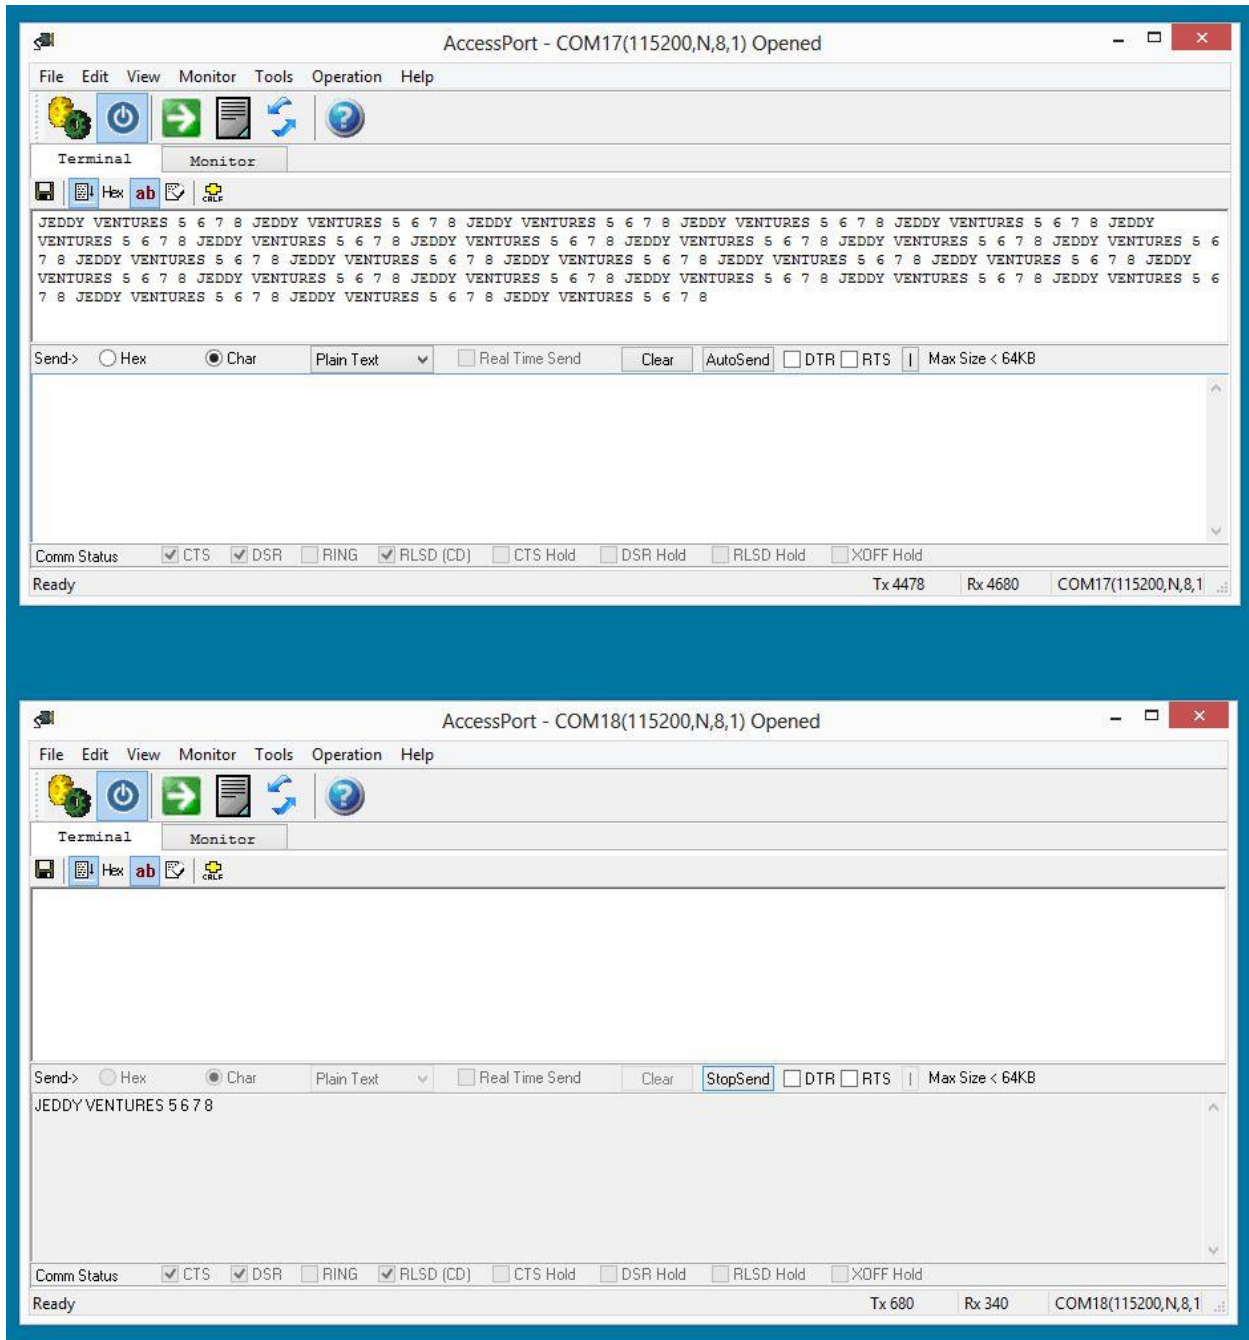 AccessPort - COM17(115200,N,8,1) Opened
File Edit View Monitor Tools Operation Help
Terminal Monitor
Hex ab CRLF
JEDDY VENTURES 5 6 7 8 JEDDY VENTURES 5 6 7 8 JEDDY VENTURES 5 6 7 8 JEDDY VENTURES 5 6 7 8 JEDDY VENTURES 5 6 7 8 JEDDY
VENTURES 5 6 7 8 JEDDY VENTURES 5 6 7 8 JEDDY VENTURES 5 6 7 8 JEDDY VENTURES 5 6 7 8 JEDDY VENTURES 5 6 7 8 JEDDY VENTURES 5 6
7 8 JEDDY VENTURES 5 6 7 8 JEDDY VENTURES 5 6 7 8 JEDDY VENTURES 5 6 7 8 JEDDY VENTURES 5 6 7 8 JEDDY VENTURES 5 6 7 8 JEDDY
VENTURES 5 6 7 8 JEDDY VENTURES 5 6 7 8 JEDDY VENTURES 5 6 7 8 JEDDY VENTURES 5 6 7 8 JEDDY VENTURES 5 6 7 8 JEDDY VENTURES 5 6
7 8 JEDDY VENTURES 5 6 7 8 JEDDY VENTURES 5 6 7 8 JEDDY VENTURES 5 6 7 8
Send-> Hex Char Plain Text Real Time Send Clear AutoSend DTR RTS | Max Size < 64KB
Comm Status CTS DSR RING RLSD (CD) CTS Hold DSR Hold RLSD Hold XOFF Hold
Ready Tx 4478 Rx 4680 COM17(115200,N,8,1
AccessPort - COM18(115200,N,8,1) Opened
File Edit View Monitor Tools Operation Help
Terminal Monitor
Hex ab CRLF
Send-> Hex Char Plain Text Real Time Send Clear StopSend DTR RTS | Max Size < 64KB
JEDDY VENTURES 5 6 7 8
Comm Status CTS DSR RING RLSD (CD) CTS Hold DSR Hold RLSD Hold XOFF Hold
Ready Tx 680 Rx 340 COM18(115200,N,8,1